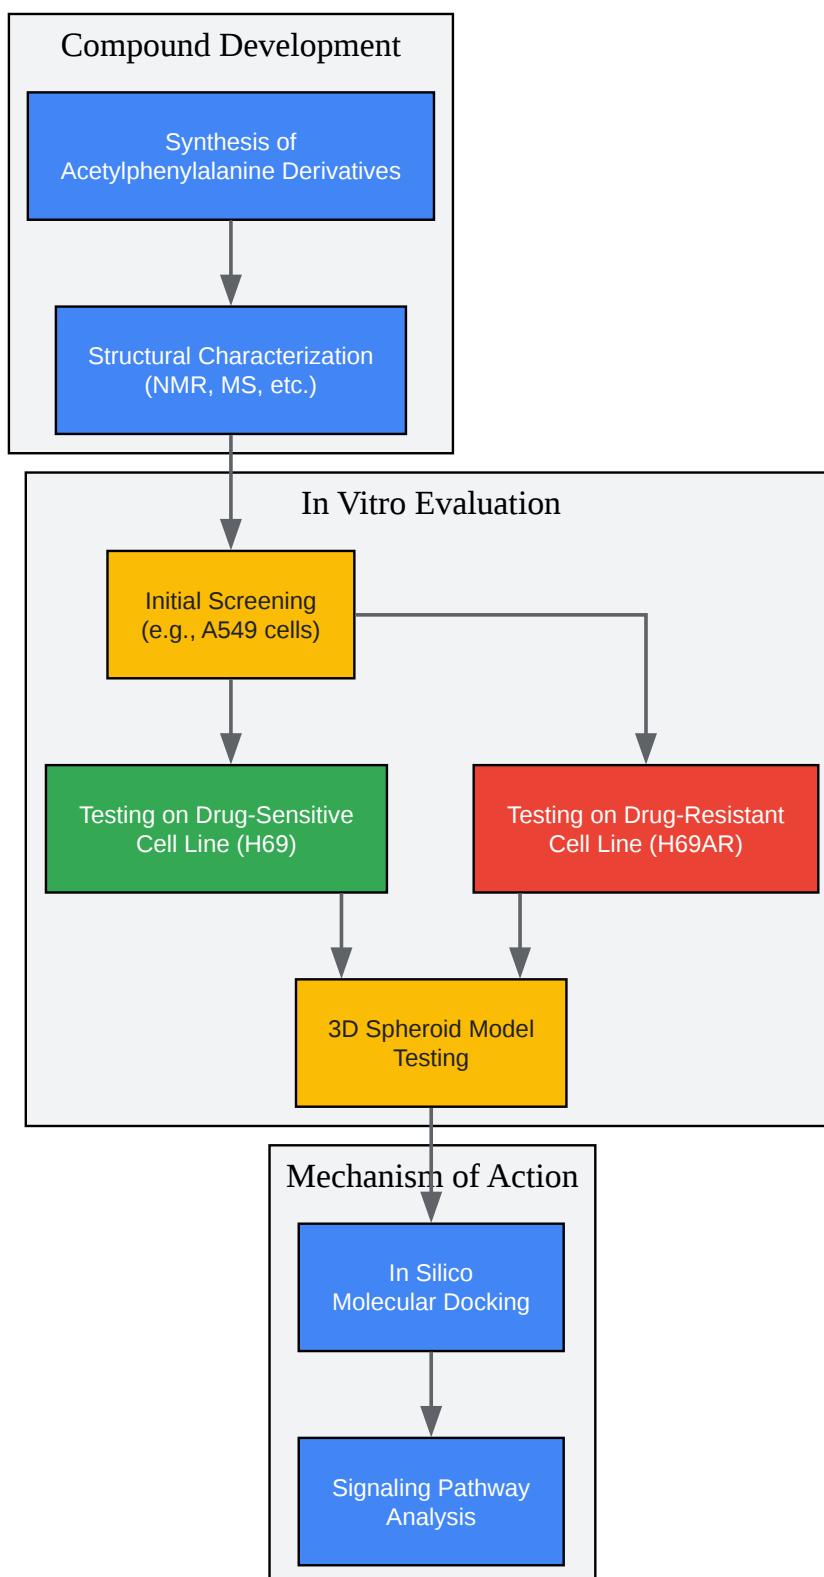 Compound Development
Synthesis of
Acetylphenylalanine Derivatives
Structural Characterization
(NMR, MS, etc.)
In Vitro Evaluation
Initial Screening
(e.g., A549 cells)
Testing on Drug-Sensitive
Cell Line (H69)
Testing on Drug-Resistant
Cell Line (H69AR)
3D Spheroid Model
Testing
Mechanism of Action
In Silico
Molecular Docking
Signaling Pathway
Analysis